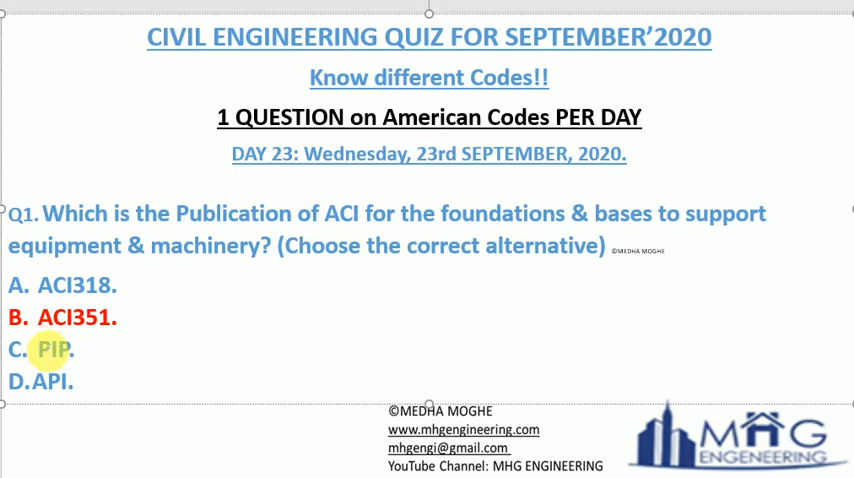 CIVIL ENGINEERING QUIZ FOR SEPTEMBER’2020
Know different Codes!!
1 QUESTION on American Codes PER DAY
DAY 23: Wednesday, 23rd SEPTEMBER, 2020.
Q1. Which is the Publication of ACI for the foundations & bases to support
equipment & machinery? (Choose the correct alternative) ©MEDHA MOGHE
A. ACI318.
B. ACI351.
C. PIP.
D.API.
©MEDHA MOGHE
www.mhgengineering.com
mhgengi@gmail.com
YouTube Channel: MHG ENGINEERING
MHG
ENGENEERING